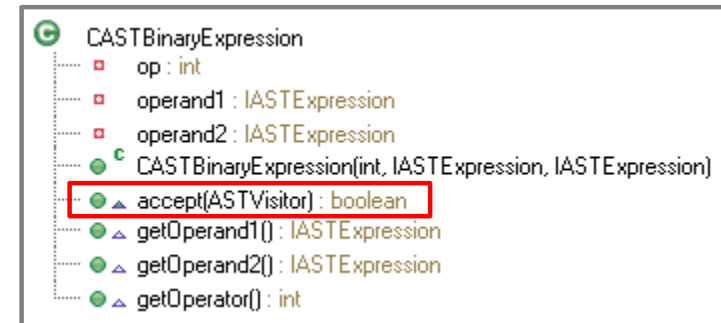 CASTBinaryExpression
op : int
operand1 : IASTExpression
operand2 : IASTExpression
C CASTBinaryExpression(int, IASTExpression, IASTExpression)
accept(ASTVisitor) : boolean
getOperand1() : IASTExpression
getOperand2() : IASTExpression
getOperator() : int